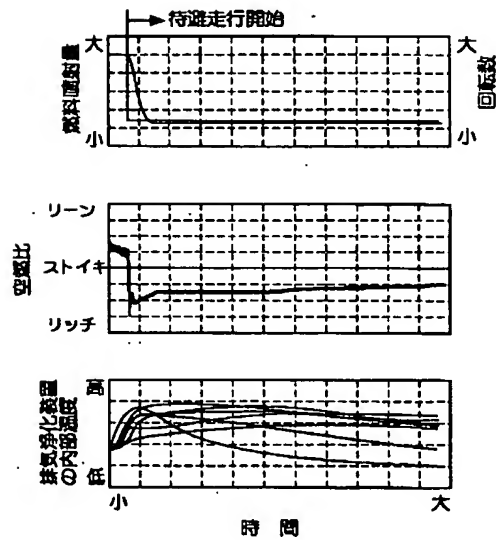 待避走行開始
大
小
燃料噴射量
大
小
回転数
リーン
ストイキ
リッチ
空燃比
高
低
排気浄化装置
の内部温度
小
大
時間